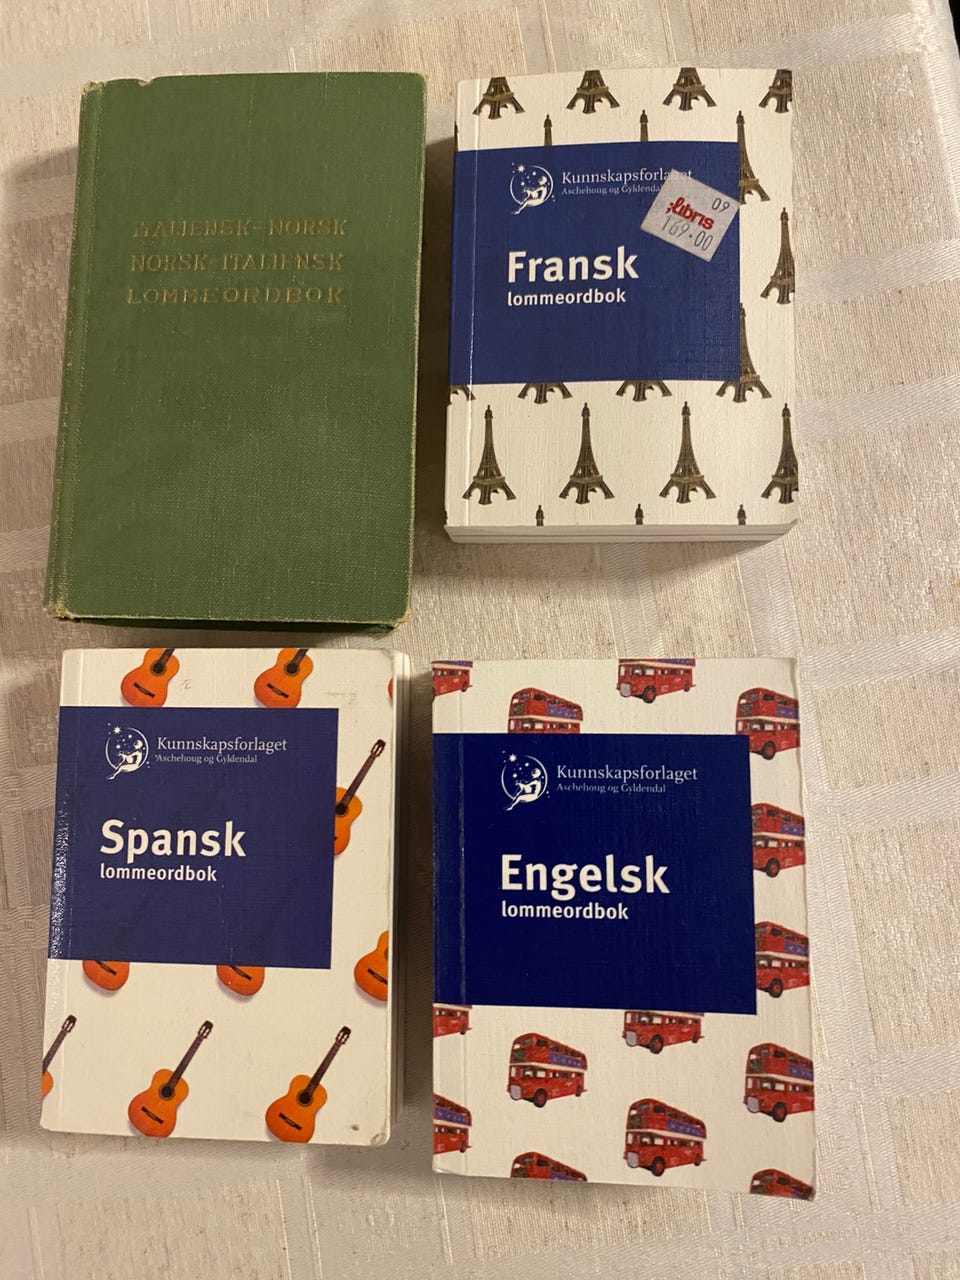 ITALIENSK-NORSK
NORSK-ITALIENSK
LOMMEORDBOK
Kunnskapsforlaget
Aschehoug og Gyldendal
09
libris
169.00
Fransk
lommeordbok
Kunnskapsforlaget
Aschehoug og Gyldendal
Spansk
lommeordbok
Kunnskapsforlaget
Aschehoug og Gyldendal
Engelsk
lommeordbok